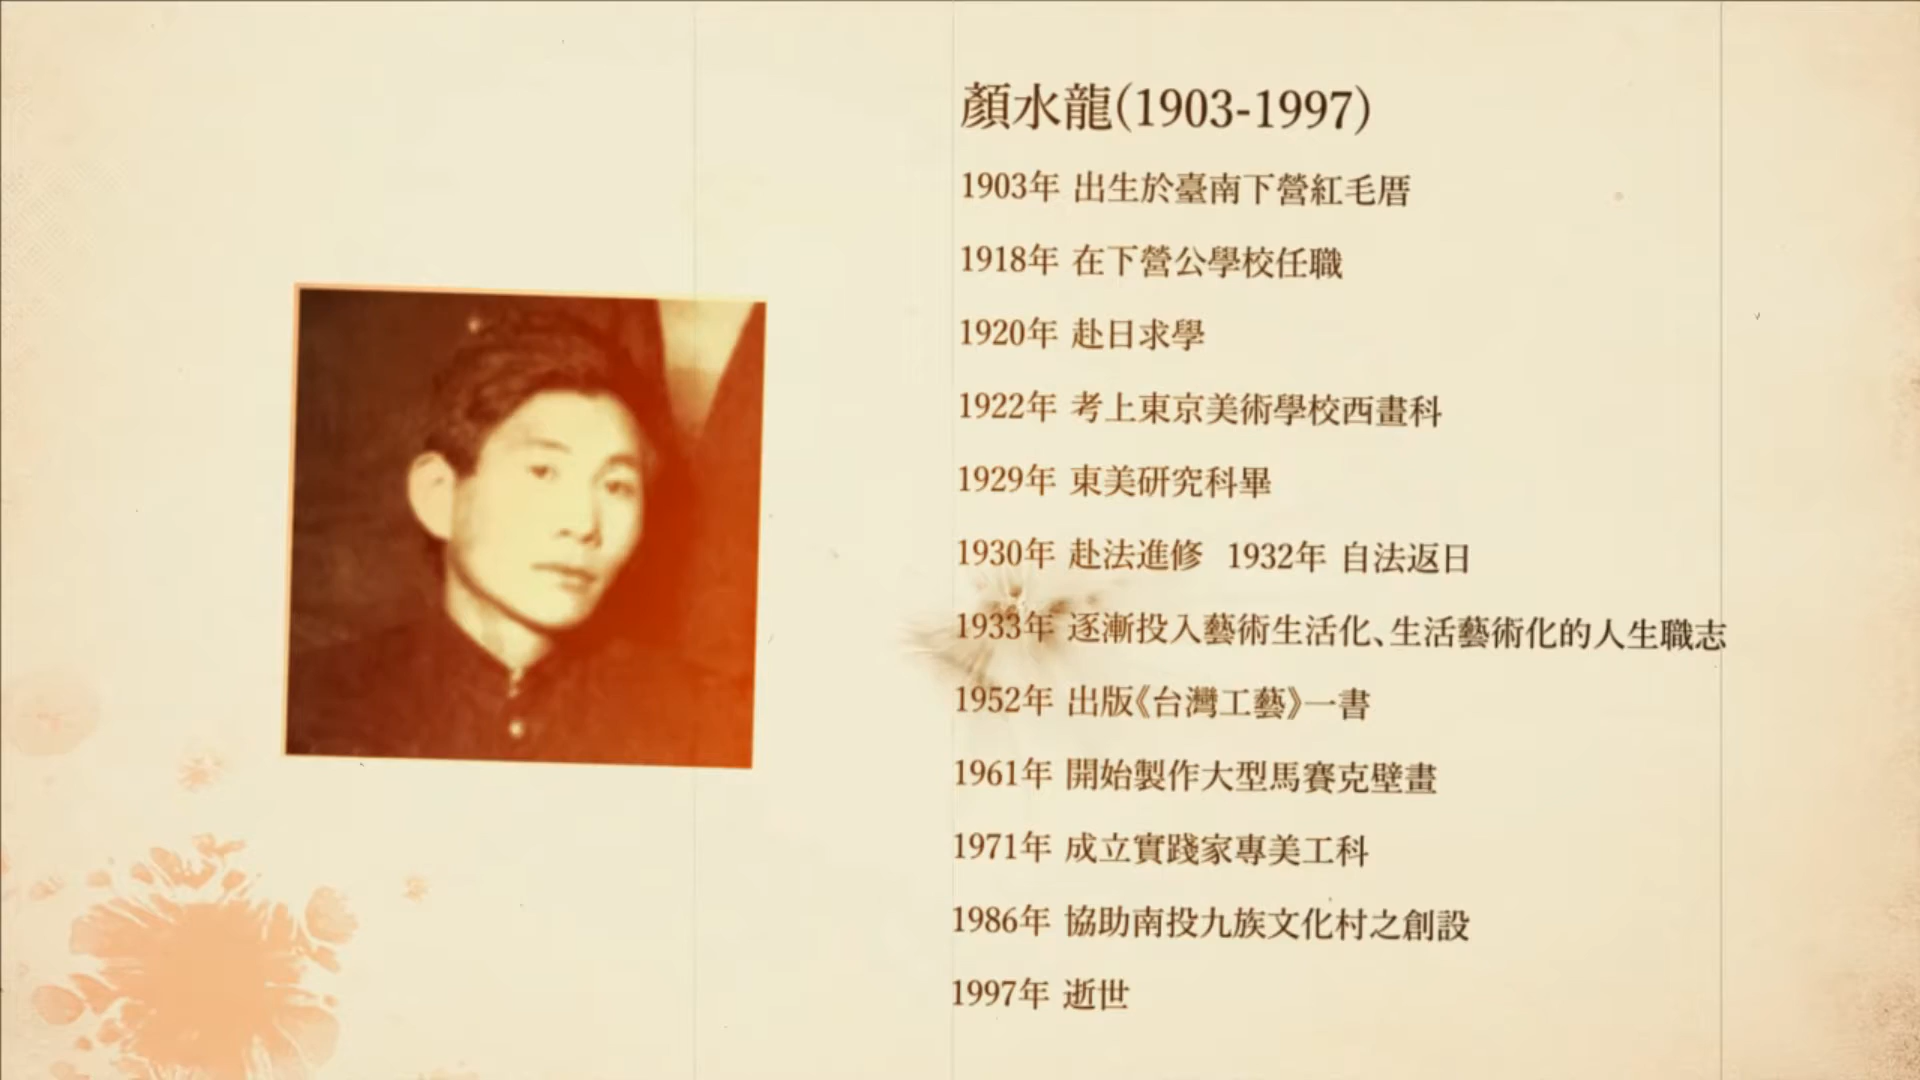 顏水龍(1903-1997)
1903年 出生於臺南下營紅毛厝
1918年 在下營公學校任職
1920年 赴日求學
1922年 考上東京美術學校西畫科
1929年 東美研究科畢
1930年 赴法進修 1932年 自法返日
1933年 逐漸投入藝術生活化、生活藝術化的人生職志
1952年 出版《台灣工藝》一書
1961年 開始製作大型馬賽克壁畫
1971年 成立實踐家專美工科
1986年 協助南投九族文化村之創設
1997年 逝世